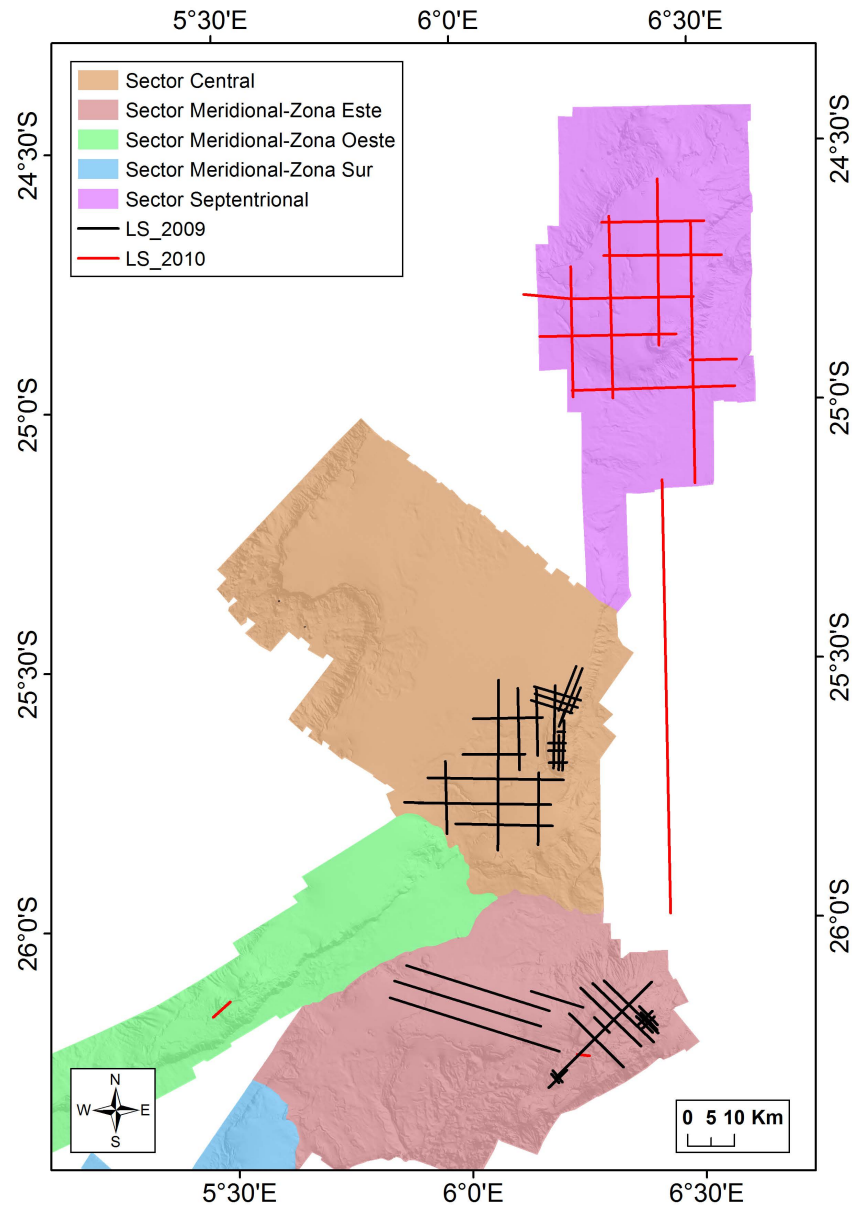 5°30'E 6°0'E 6°30'E
Sector Central
Sector Meridional-Zona Este
Sector Meridional-Zona Oeste
Sector Meridional-Zona Sur
Sector Septentrional
LS_2009
LS_2010
24°30'S 24°30'S
25°0'S 25°0'S
25°30'S 25°30'S
26°0'S 26°0'S
N
W E
S
0 5 10 Km
5°30'E 6°0'E 6°30'E